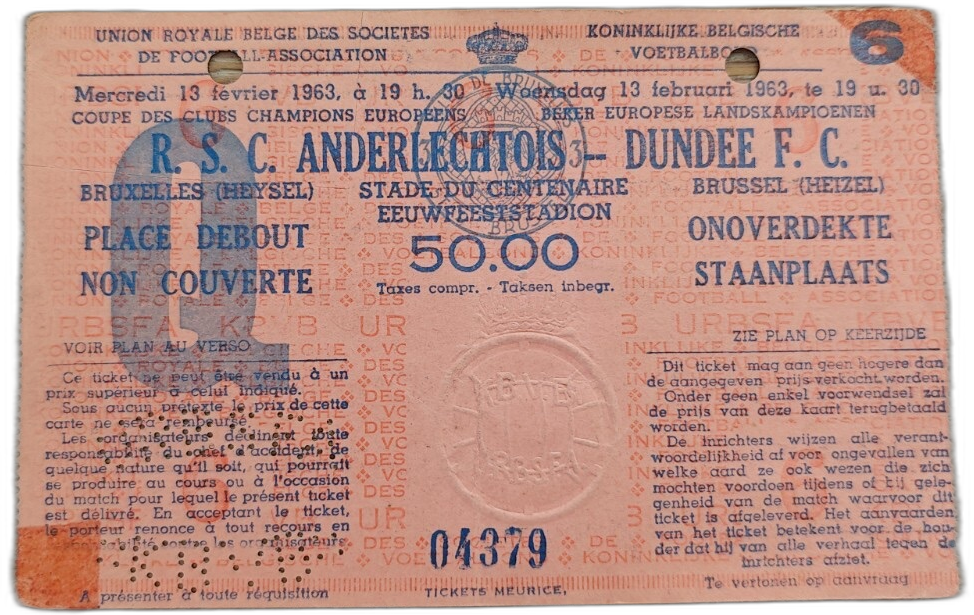 UNION ROYALE BELGE DES SOCIETES
DE FOOTBALL-ASSOCIATION
KONINKLIJKE BELGISCHE
VOETBALBO
6
Mercredi 13 février 1963, à 19 h. 30
Woensdag 13 februari 1963, te 19 u. 30
COUPE DES CLUBS CHAMPIONS EUROPEENS
BEKER EUROPESE LANDSKAMPIOENEN
R. S. C. ANDERLECHTOIS -- DUNDEE F. C.
BRUXELLES (HEYSEL)
STADE DU CENTENAIRE
BRUSSEL (HEIZEL)
EEUWFEESTSTADION
Q
PLACE DEBOUT
NON COUVERTE
50.00
Taxes compr. - Taksen inbegr.
ONOVERDEKTE
STAANPLAATS
VOIR PLAN AU VERSO
Ce ticket ne peut être vendu à un
prix supérieur à celui indiqué.
Sous aucun prétexte le prix de cette
carte ne sera remboursé.
Les organisateurs déclinent toute
responsabilité du chef d'accident, de
quelque nature qu'il soit, qui pourrait
se produire au cours ou à l'occasion
du match pour lequel le présent ticket
est délivré. En acceptant le ticket,
le porteur renonce à tout recours en
contre les organisateurs
A présenter à toute réquisition
04379
TICKETS MEURICE,
ZIE PLAN OP KEERZIJDE
Dit ticket mag aan geen hogere dan
de aangegeven prijs verkocht worden.
Onder geen enkel voorwendsel zal
de prijs van deze kaart terugbetaald
worden.
De inrichters wijzen alle verant-
woordelijkheid af voor ongevallen van
welke aard ze ook wezen die zich
mochten voordoen tijdens of bij gele-
genheid van de match waarvoor dit
ticket is afgeleverd. Het aanvaarden
van het ticket betekent voor de hou-
der dat hij van alle verhaal tegen de
inrichters afziet.
Te vertonen op aanvraag